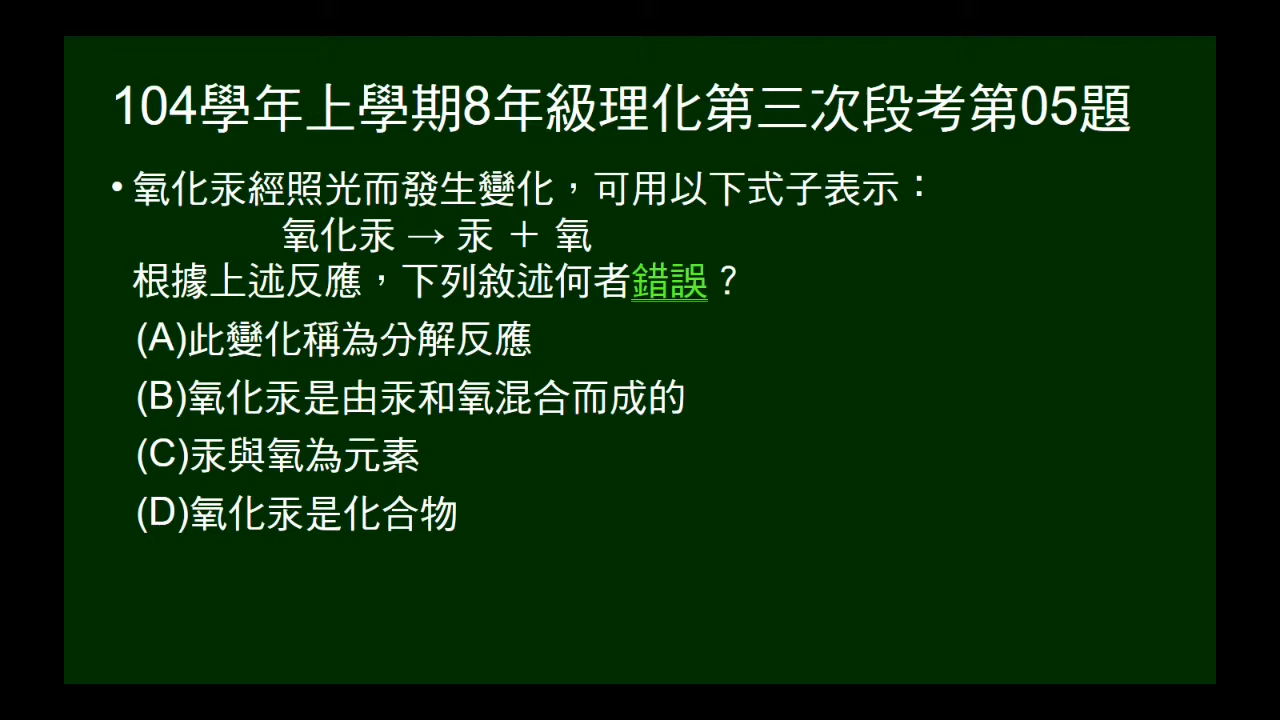 104學年上學期8年級理化第三次段考第05題
• 氧化汞經照光而發生變化，可用以下式子表示：
氧化汞 → 汞 ＋ 氧
根據上述反應，下列敘述何者錯誤？
(A)此變化稱為分解反應
(B)氧化汞是由汞和氧混合而成的
(C)汞與氧為元素
(D)氧化汞是化合物